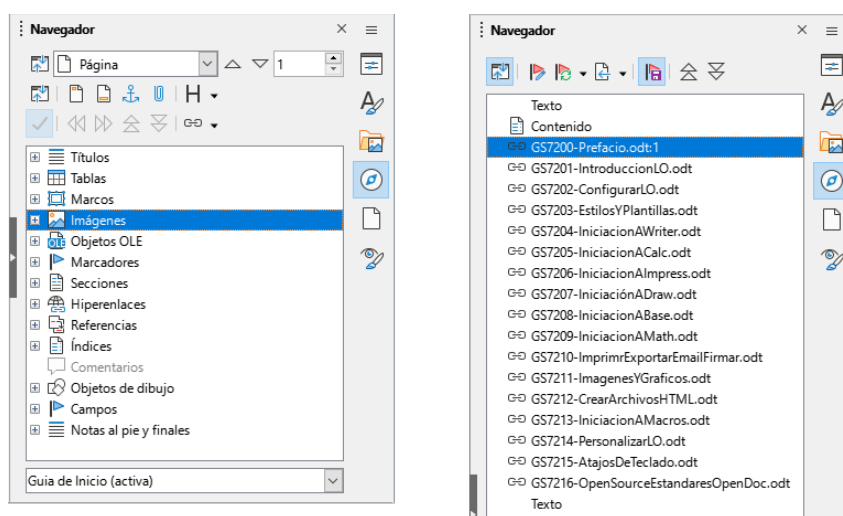 Navegador
Página
1
H
Títulos
Tablas
Marcos
Imágenes
OLE Objetos OLE
Marcadores
Secciones
Hiperenlaces
Referencias
Índices
Comentarios
Objetos de dibujo
Campos
Notas al pie y finales
Guia de Inicio (activa)
Navegador
Texto
Contenido
GS7200-Prefacio.odt:1
GS7201-IntroduccionLO.odt
GS7202-ConfigurarLO.odt
GS7203-EstilosYPlantillas.odt
GS7204-IniciacionAWriter.odt
GS7205-IniciacionACalc.odt
GS7206-IniciacionAImpress.odt
GS7207-IniciaciónADraw.odt
GS7208-IniciacionABase.odt
GS7209-IniciacionAMath.odt
GS7210-ImprimrExportarEmailFirmar.odt
GS7211-ImagenesYGraficos.odt
GS7212-CrearArchivosHTML.odt
GS7213-IniciacionAMacros.odt
GS7214-PersonalizarLO.odt
GS7215-AtajosDeTeclado.odt
GS7216-OpenSourceEstandaresOpenDoc.odt
Texto